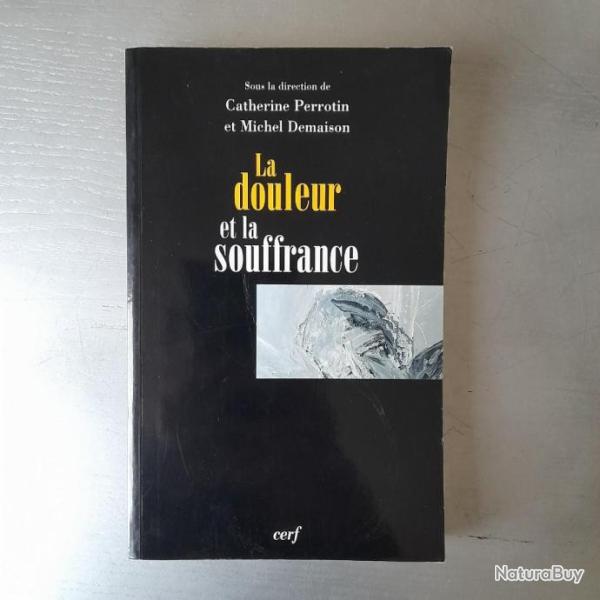 Sous la direction de
Catherine Perrotin
et Michel Demaison
La
douleur
et la
souffrance
cerf
NaturaBuy